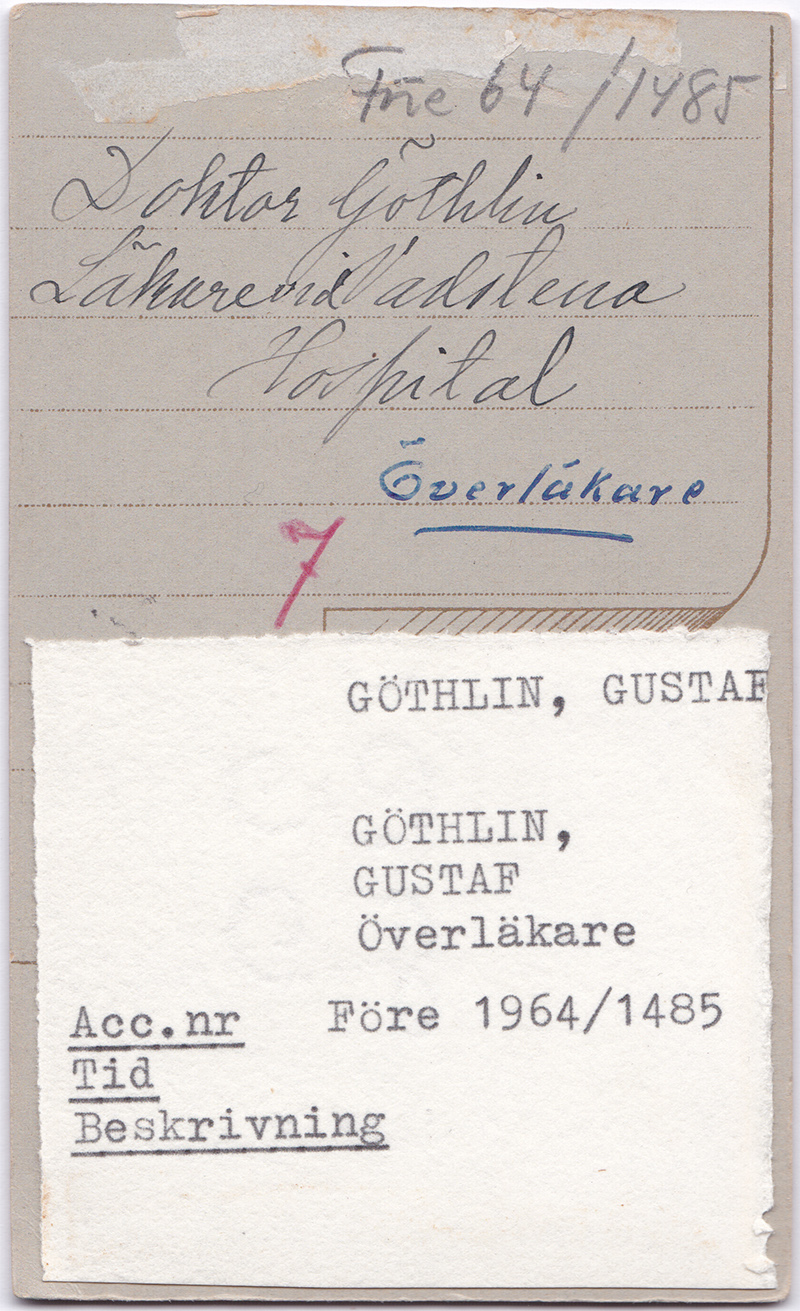 Före 64/1485
Doktor Göthlin
Läkare vid Vadstena
Hospital
Överläkare
7
GÖTHLIN, GUSTAF
GÖTHLIN,
GUSTAF
Överläkare
Acc.nr Före 1964/1485
Tid
Beskrivning